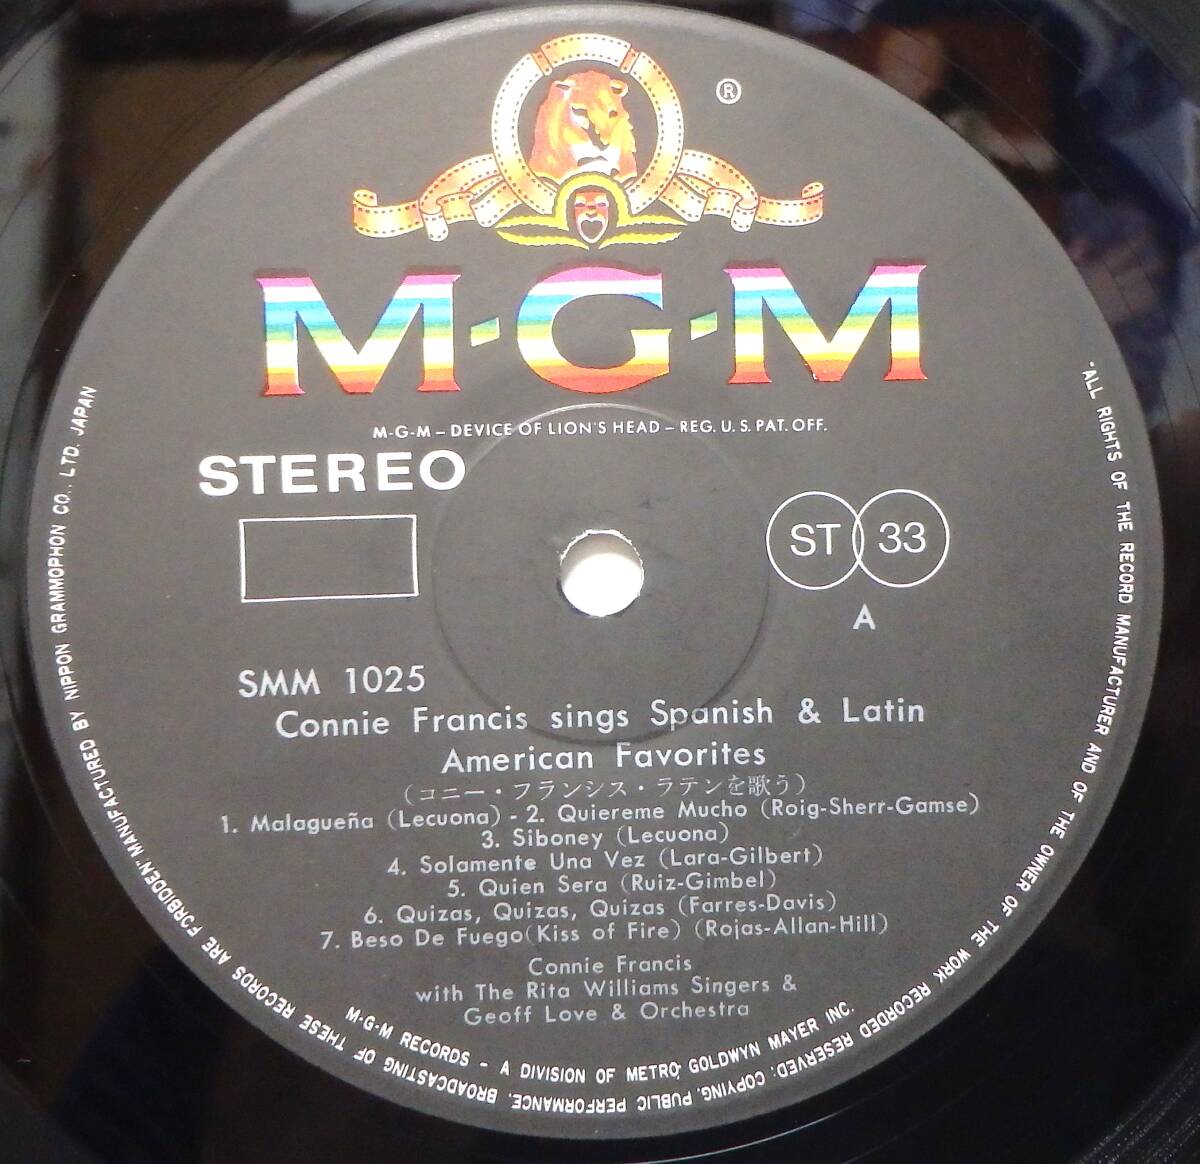 ®
M-G-M
M-G-M – DEVICE OF LION'S HEAD – REG. U. S. PAT. OFF.
STEREO
ST 33
A
SMM 1025
Connie Francis sings Spanish & Latin
American Favorites
(コニー・フランシス・ラテンを歌う)
1. Malagueña (Lecuona) - 2. Quiereme Mucho (Roig-Sherr-Gamse)
3. Siboney (Lecuona)
4. Solamente Una Vez (Lara-Gilbert)
5. Quien Sera (Ruiz-Gimbel)
6. Quizas, Quizas, Quizas (Farres-Davis)
7. Beso De Fuego(Kiss of Fire) (Rojas-Allan-Hill)
Connie Francis
with The Rita Williams Singers &
Geoff Love & Orchestra
M-G-M RECORDS - A DIVISION OF METRO, GOLDWYN MAYER INC.
"ALL RIGHTS OF THE RECORD MANUFACTURER AND OF THE OWNER OF THE WORK RECORDED RESERVED. COPYING, PUBLIC PERFORMANCE, BROADCASTING OF THESE RECORDS ARE FORBIDDEN" MANUFACTURED BY NIPPON GRAMMOPHON CO., LTD. JAPAN